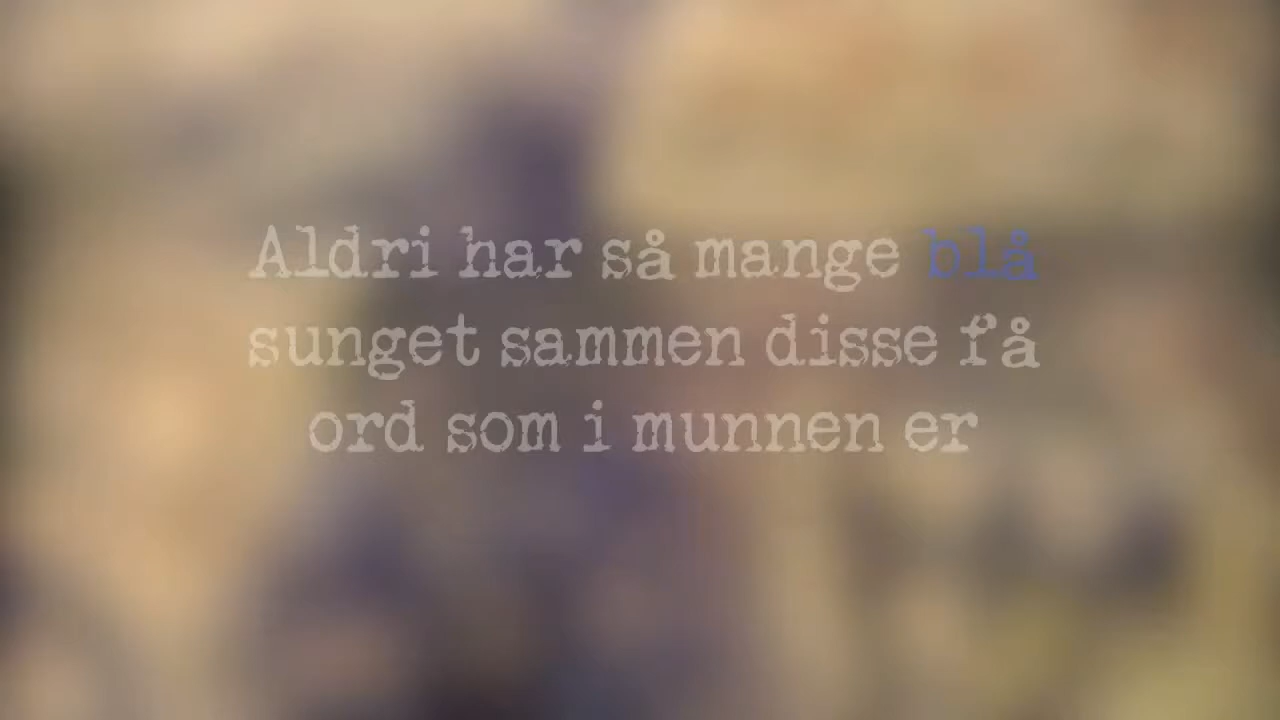 Aldri har så mange blå
sunget sammen disse få
ord som i munnen er